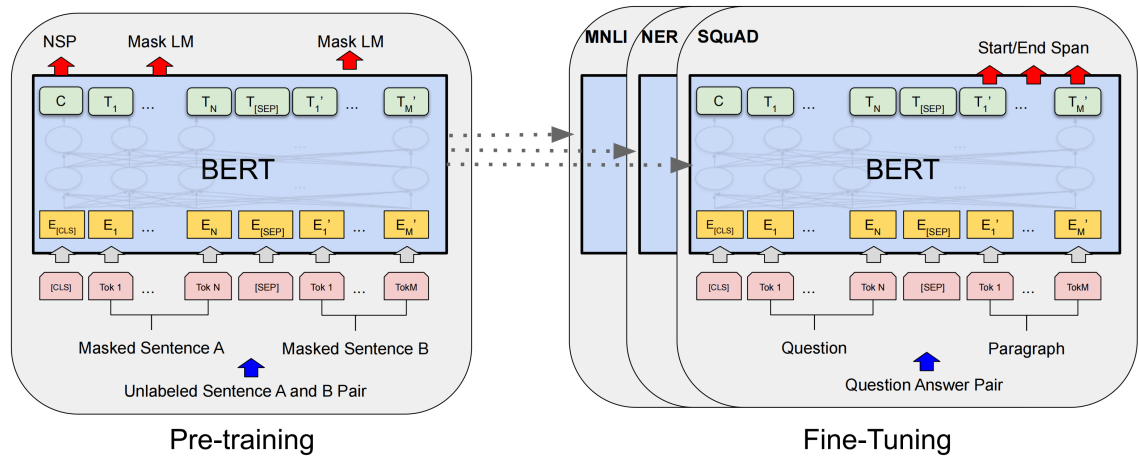 NSP Mask LM Mask LM
C T1 ... TN T[SEP] T1' ... TM'
BERT
E[CLS] E1 ... EN E[SEP] E1' ... EM'
[CLS] Tok 1 ... Tok N [SEP] Tok 1 ... TokM
Masked Sentence A Masked Sentence B
Unlabeled Sentence A and B Pair
Pre-training
MNLI NER SQuAD
Start/End Span
C T1 ... TN T[SEP] T1' ... TM'
BERT
E[CLS] E1 ... EN E[SEP] E1' ... EM'
[CLS] Tok 1 ... Tok N [SEP] Tok 1 ... TokM
Question Paragraph
Question Answer Pair
Fine-Tuning